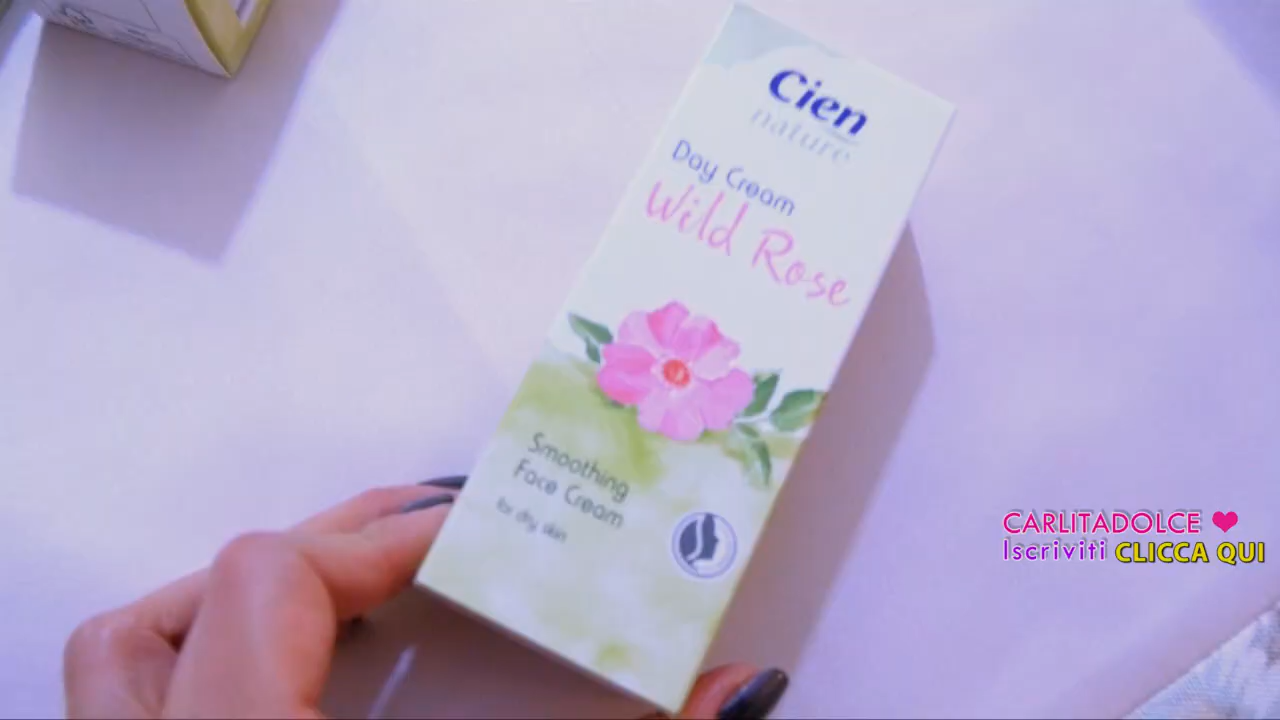 Cien
nature
Day Cream
Wild Rose
Smoothing
Face Cream
for dry skin
CARLITADOLCE ❤
Iscriviti CLICCA QUI